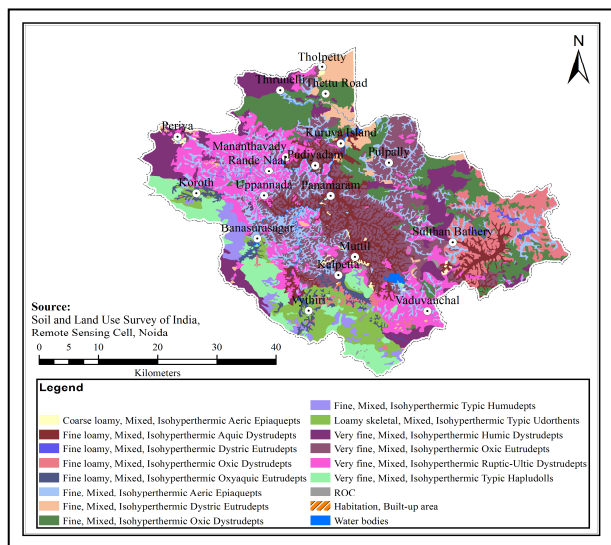 N
Tholpetty
Thirunelli
Thettu Road
Periya
Kuruva Island
Mananthavady
Pudiyadam
Pulpally
Rande Naal
Koroth
Uppannada
Panamaram
Banasurasagar
Sulthan Bathery
Muttil
Kalpetta
Vythiri
Vaduvanchal
Source:
Soil and Land Use Survey of India,
Remote Sensing Cell, Noida
0 5 10 20 30 40
Kilometers
Legend
Coarse loamy, Mixed, Isohyperthermic Aeric Epiaquepts
Fine loamy, Mixed, Isohyperthermic Aquic Dystrudepts
Fine loamy, Mixed, Isohyperthermic Dystric Eutrudepts
Fine loamy, Mixed, Isohyperthermic Oxic Dystrudepts
Fine loamy, Mixed, Isohyperthermic Oxyaquic Eutrudepts
Fine, Mixed, Isohyperthermic Aeric Epiaquepts
Fine, Mixed, Isohyperthermic Dystric Eutrudepts
Fine, Mixed, Isohyperthermic Oxic Dystrudepts
Fine, Mixed, Isohyperthermic Typic Humudepts
Loamy skeletal, Mixed, Isohyperthermic Typic Udorthents
Very fine, Mixed, Isohyperthermic Humic Dystrudepts
Very fine, Mixed, Isohyperthermic Oxic Eutrudepts
Very fine, Mixed, Isohyperthermic Ruptic-Ultic Dystrudepts
Very fine, Mixed, Isohyperthermic Typic Hapludolls
ROC
Habitation, Built-up area
Water bodies